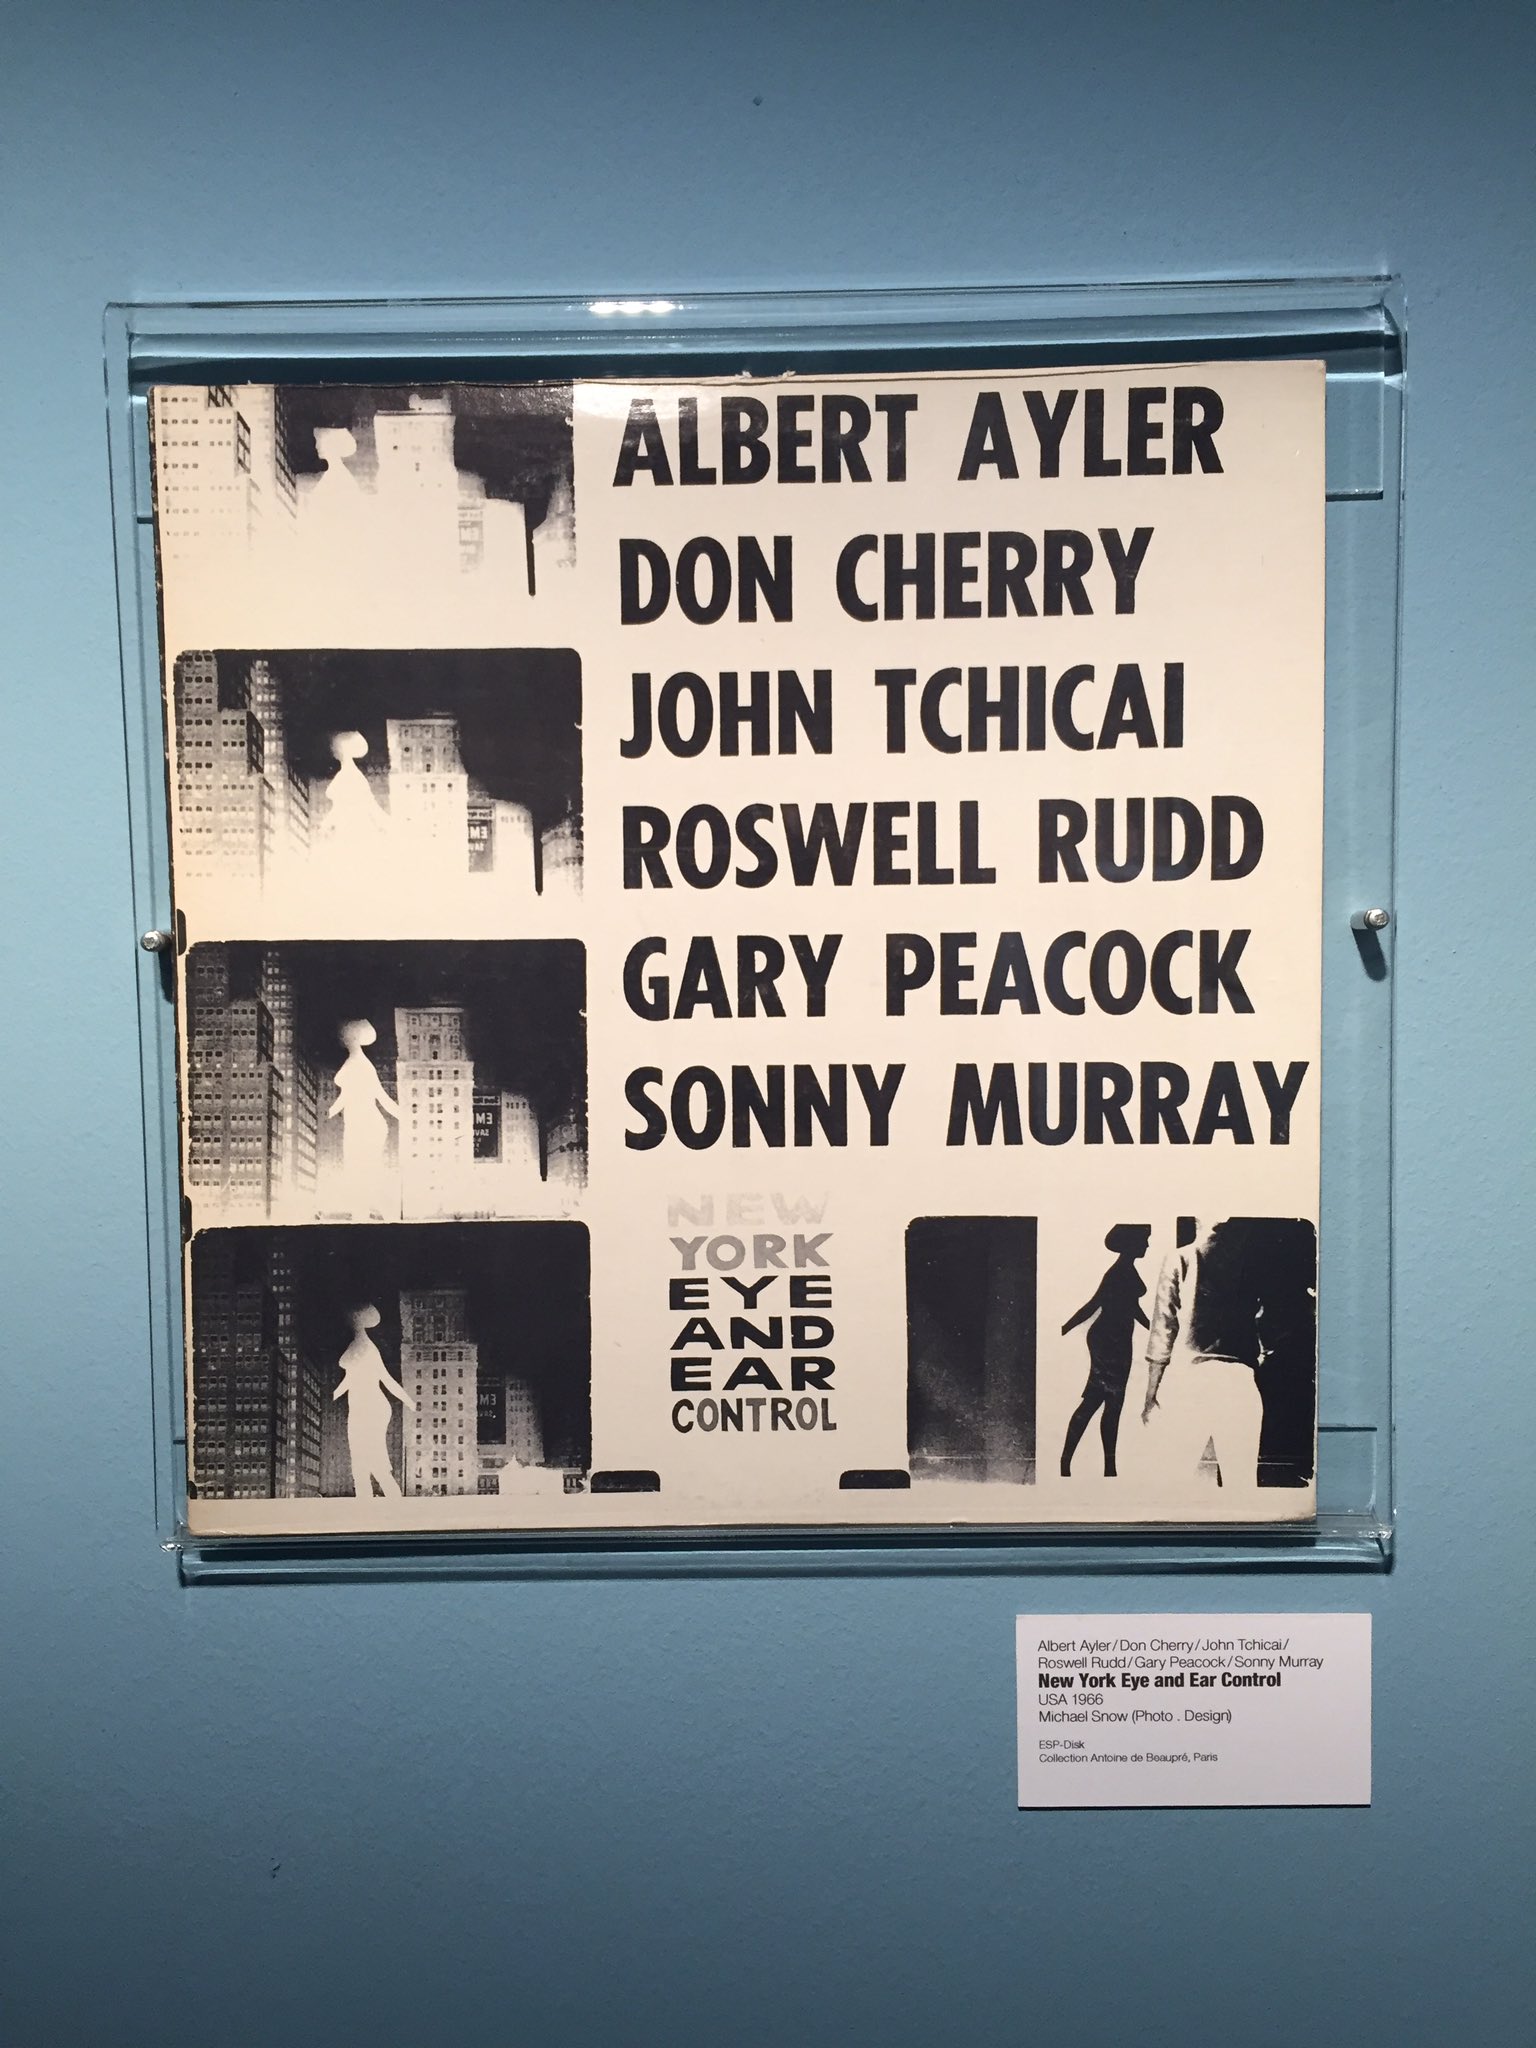 ALBERT AYLER
DON CHERRY
JOHN TCHICAI
ROSWELL RUDD
GARY PEACOCK
SONNY MURRAY
NEW
YORK
EYE
AND
EAR
CONTROL
Albert Ayler/Don Cherry/John Tchicai/
Roswell Rudd/Gary Peacock/Sonny Murray
New York Eye and Ear Control
USA 1966
Michael Snow (Photo . Design)
ESP-Disk
Collection Antoine de Beaupré, Paris